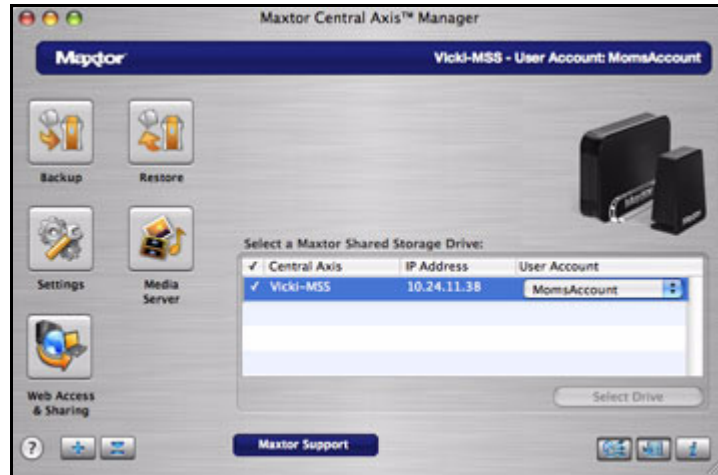 Maxtor Central Axis™ Manager
Maxtor
Vicki-MSS - User Account: MomsAccount
Backup
Restore
Settings
Media
Server
Web Access
& Sharing
Select a Maxtor Shared Storage Drive:
✓ Central Axis IP Address User Account
✓ Vicki-MSS 10.24.11.38 MomsAccount
Select Drive
?
Maxtor Support
i